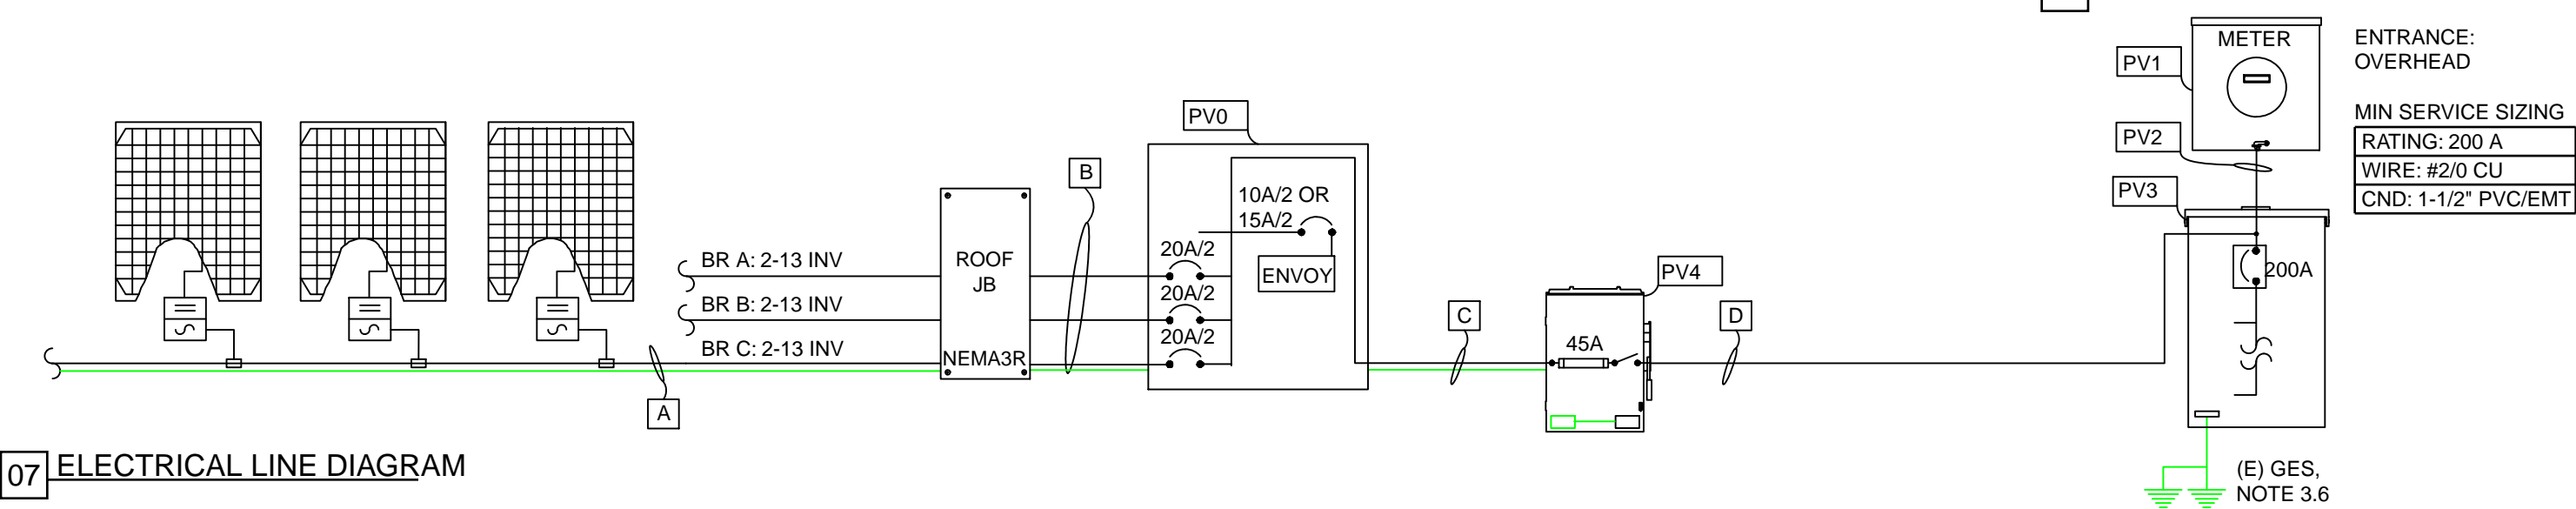 METER
ENTRANCE:
OVERHEAD
PV1
MIN SERVICE SIZING
RATING: 200 A
WIRE: #2/0 CU
CND: 1-1/2" PVC/EMT
PV2
PV3
200A
PV0
10A/2 OR
15A/2
ENVOY
20A/2
20A/2
20A/2
B
BR A: 2-13 INV
BR B: 2-13 INV
BR C: 2-13 INV
ROOF
JB
NEMA3R
A
C
PV4
45A
D
07 ELECTRICAL LINE DIAGRAM
(E) GES,
NOTE 3.6